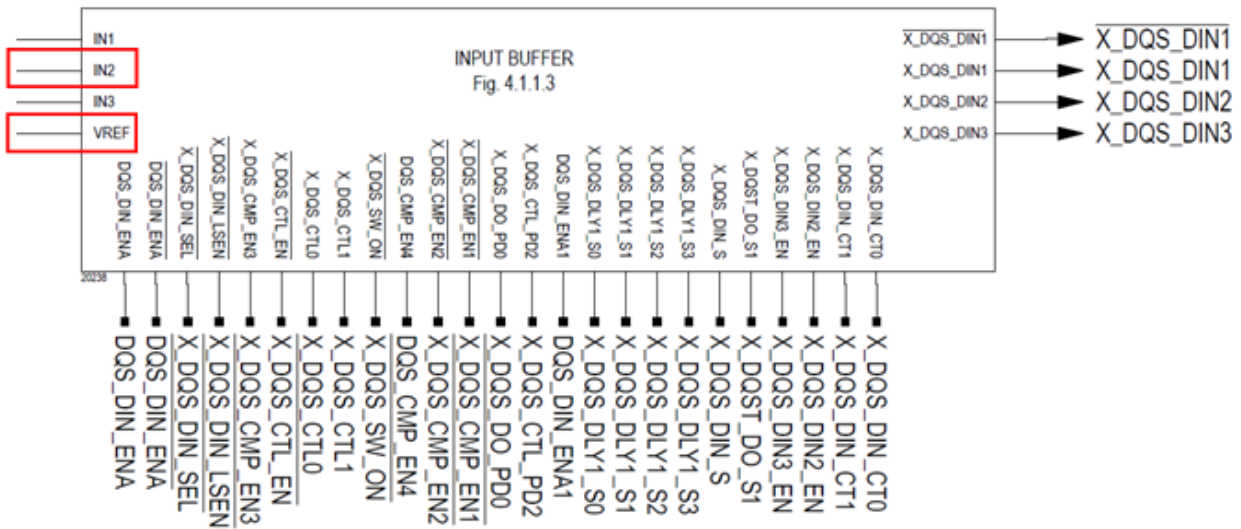 IN1
IN2
IN3
VREF
INPUT BUFFER
Fig. 4.1.1.3
X_DQS_DIN1
X_DQS_DIN1
X_DQS_DIN2
X_DQS_DIN3
X_DQS_DIN1
X_DQS_DIN1
X_DQS_DIN2
X_DQS_DIN3
DQS_DIN_ENA
DQS_DIN_ENA
X_DQS_DIN_SEL
X_DQS_DIN_LSEN
X_DQS_CMP_EN3
X_DQS_CTL_EN
X_DQS_CTL0
X_DQS_CTL1
X_DQS_SW_ON
DQS_CMP_EN4
X_DQS_CMP_EN2
X_DQS_CMP_EN1
X_DQS_DO_PD0
X_DQS_CTL_PD2
DQS_DIN_ENA1
X_DQS_DLY1_S0
X_DQS_DLY1_S1
X_DQS_DLY1_S2
X_DQS_DLY1_S3
X_DQS_DIN_S
X_DQST_DO_S1
X_DQS_DIN3_EN
X_DQS_DIN2_EN
X_DQS_DIN_CT1
X_DQS_DIN_CT0
20238
DQS_DIN_ENA
DQS_DIN_ENA
X_DQS_DIN_SEL
X_DQS_DIN_LSEN
X_DQS_CMP_EN3
X_DQS_CTL_EN
X_DQS_CTL0
X_DQS_CTL1
X_DQS_SW_ON
DQS_CMP_EN4
X_DQS_CMP_EN2
X_DQS_CMP_EN1
X_DQS_DO_PD0
X_DQS_CTL_PD2
DQS_DIN_ENA1
X_DQS_DLY1_S0
X_DQS_DLY1_S1
X_DQS_DLY1_S2
X_DQS_DLY1_S3
X_DQS_DIN_S
X_DQST_DO_S1
X_DQS_DIN3_EN
X_DQS_DIN2_EN
X_DQS_DIN_CT1
X_DQS_DIN_CT0